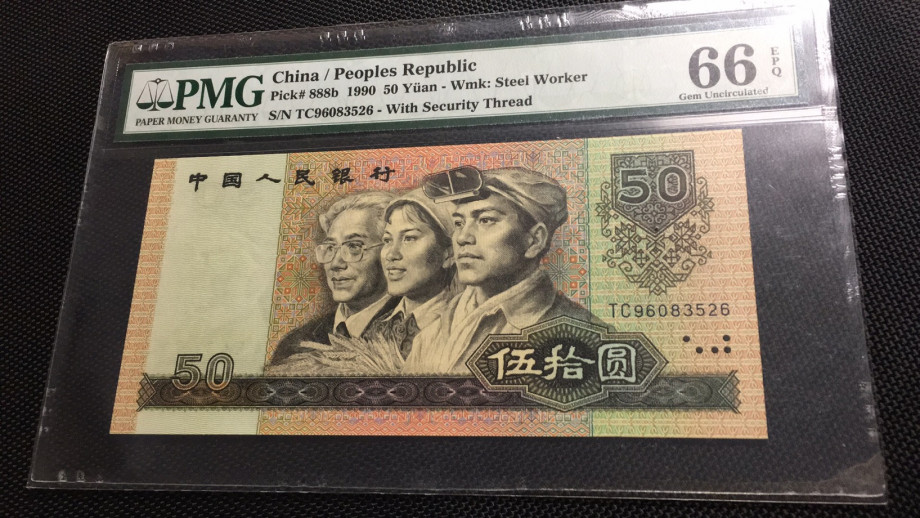 PMG
PAPER MONEY GUARANTY
China / Peoples Republic
Pick# 888b 1990 50 Yüan - Wmk: Steel Worker
S/N TC96083526 - With Security Thread
66 EPQ
Gem Uncirculated
中国人民银行
50
TC96083526
50
伍拾圆